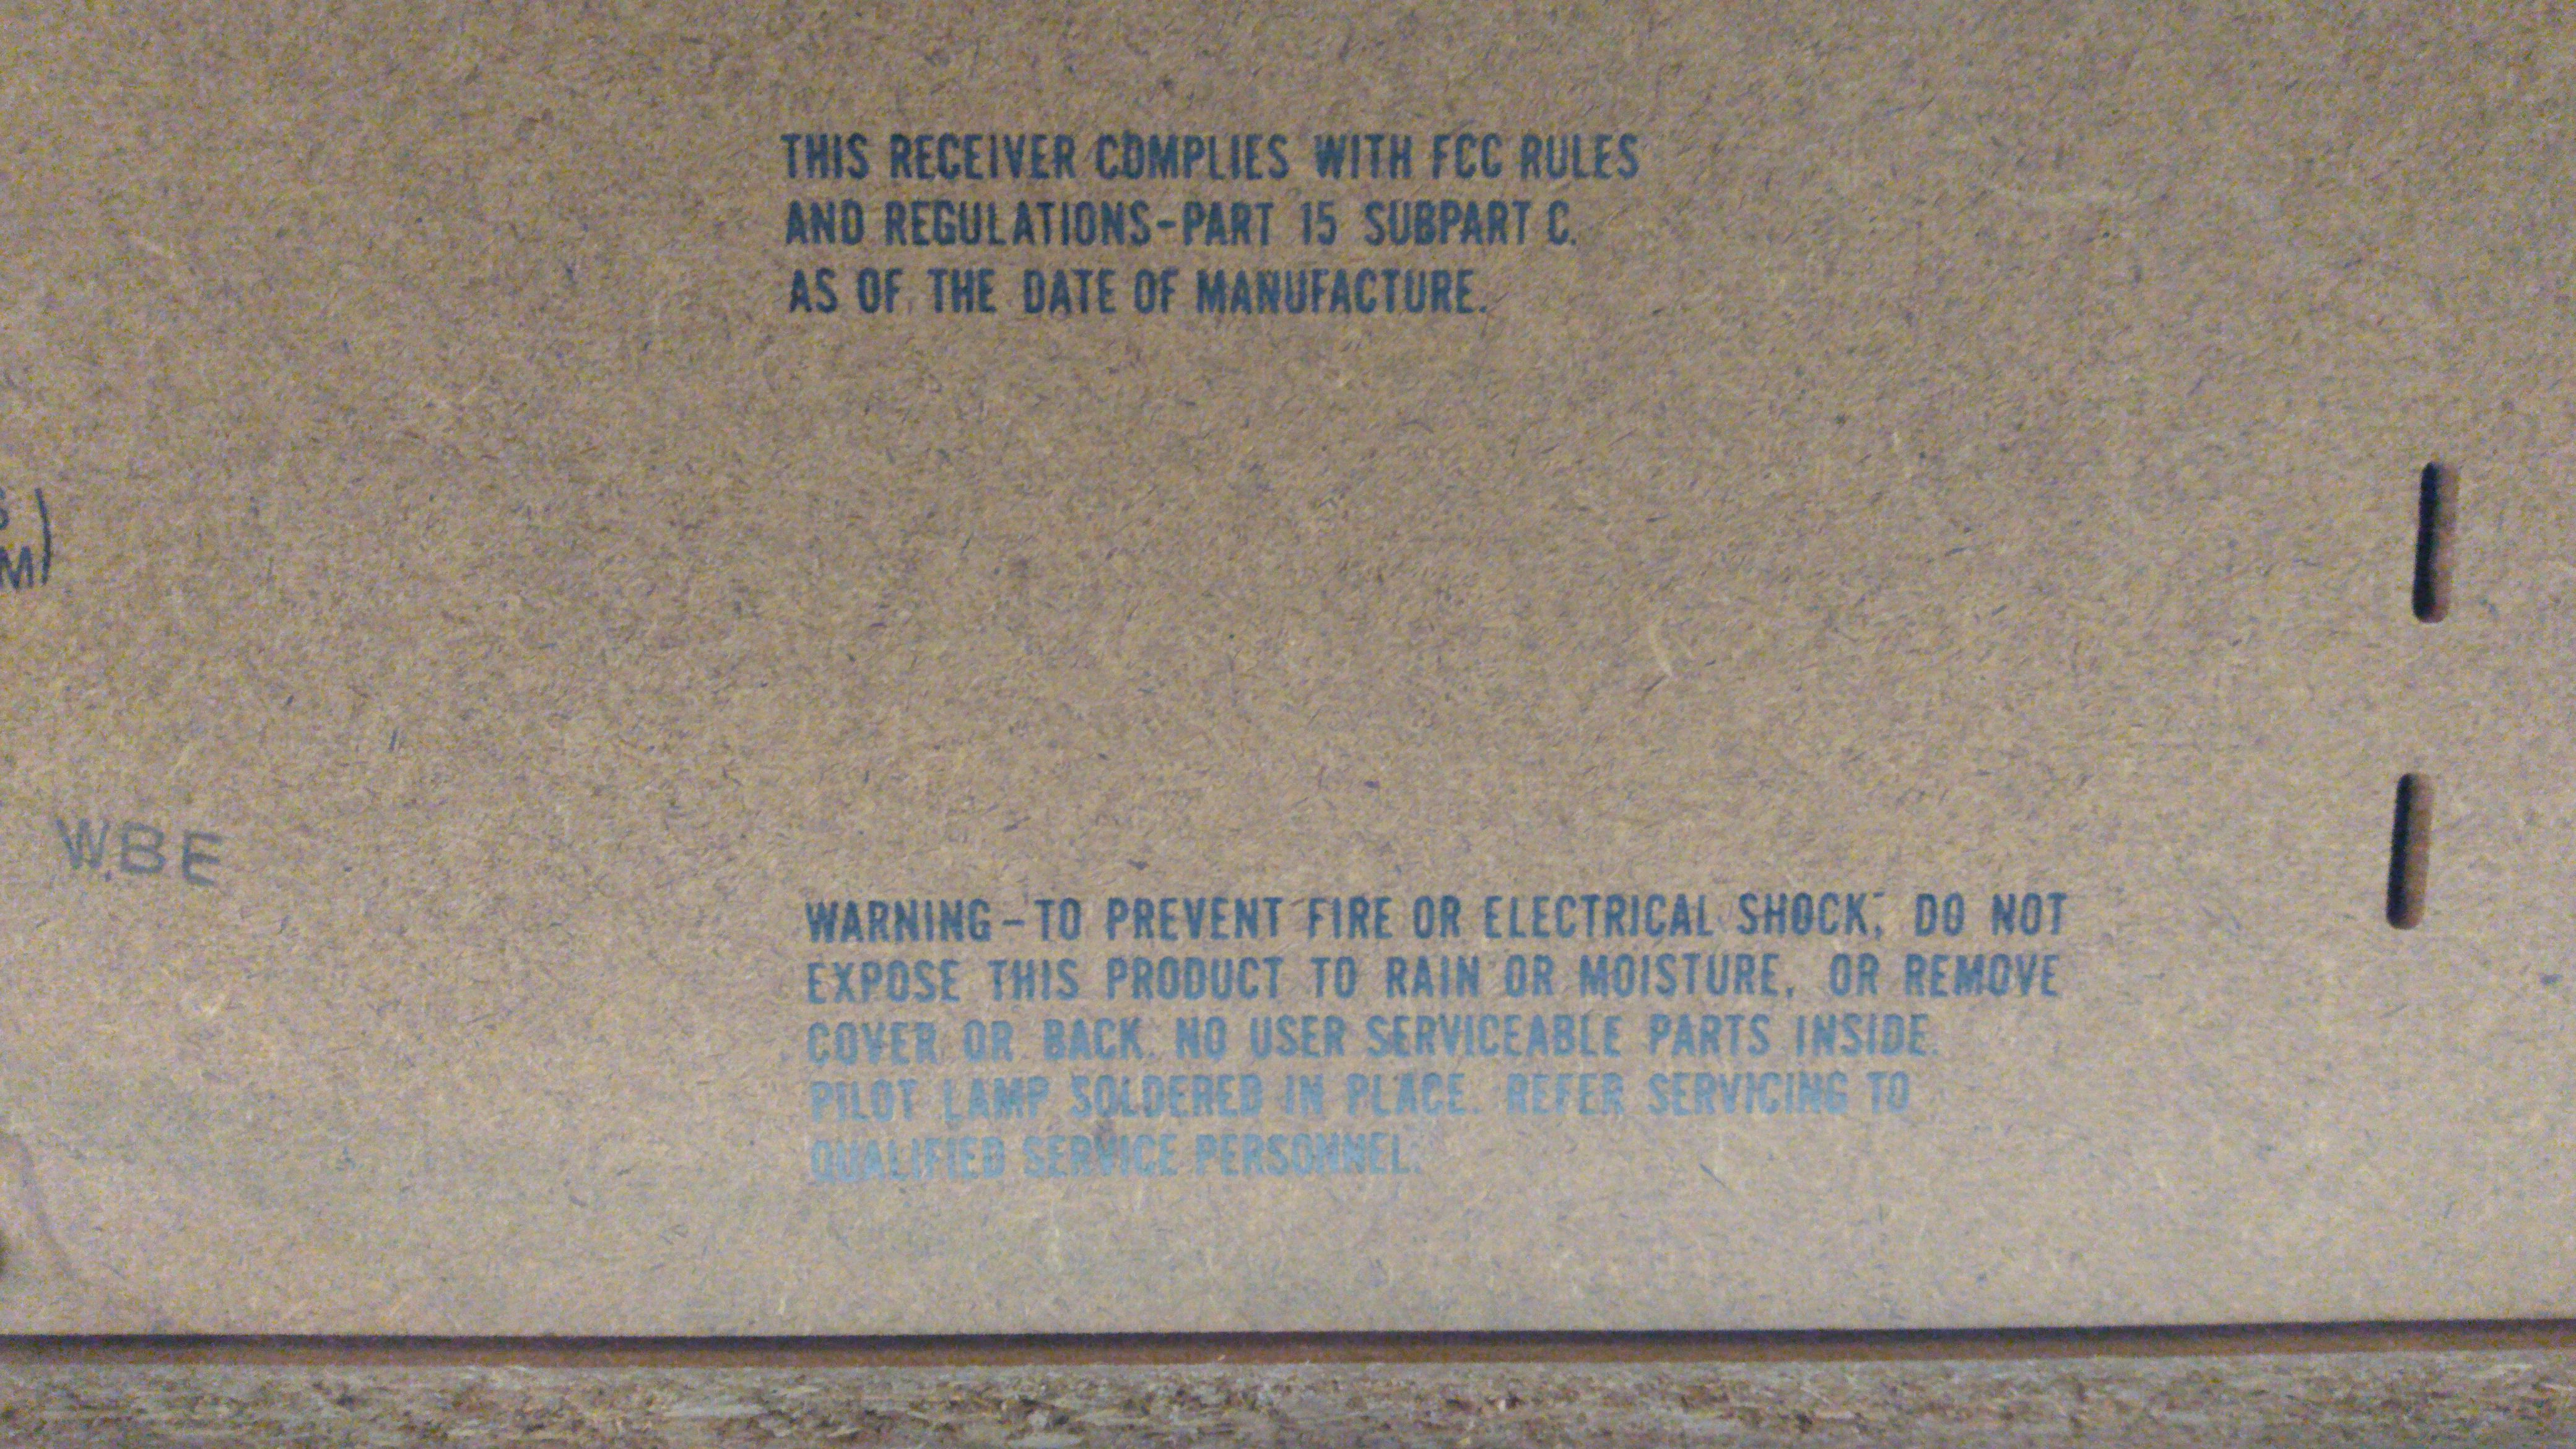 THIS RECEIVER COMPLIES WITH FCC RULES
AND REGULATIONS-PART 15 SUBPART C.
AS OF THE DATE OF MANUFACTURE.
S
M)
WBE
WARNING-TO PREVENT FIRE OR ELECTRICAL SHOCK, DO NOT
EXPOSE THIS PRODUCT TO RAIN OR MOISTURE, OR REMOVE
COVER OR BACK. NO USER SERVICEABLE PARTS INSIDE.
PILOT LAMP SOLDERED IN PLACE. REFER SERVICING TO
QUALIFIED SERVICE PERSONNEL.